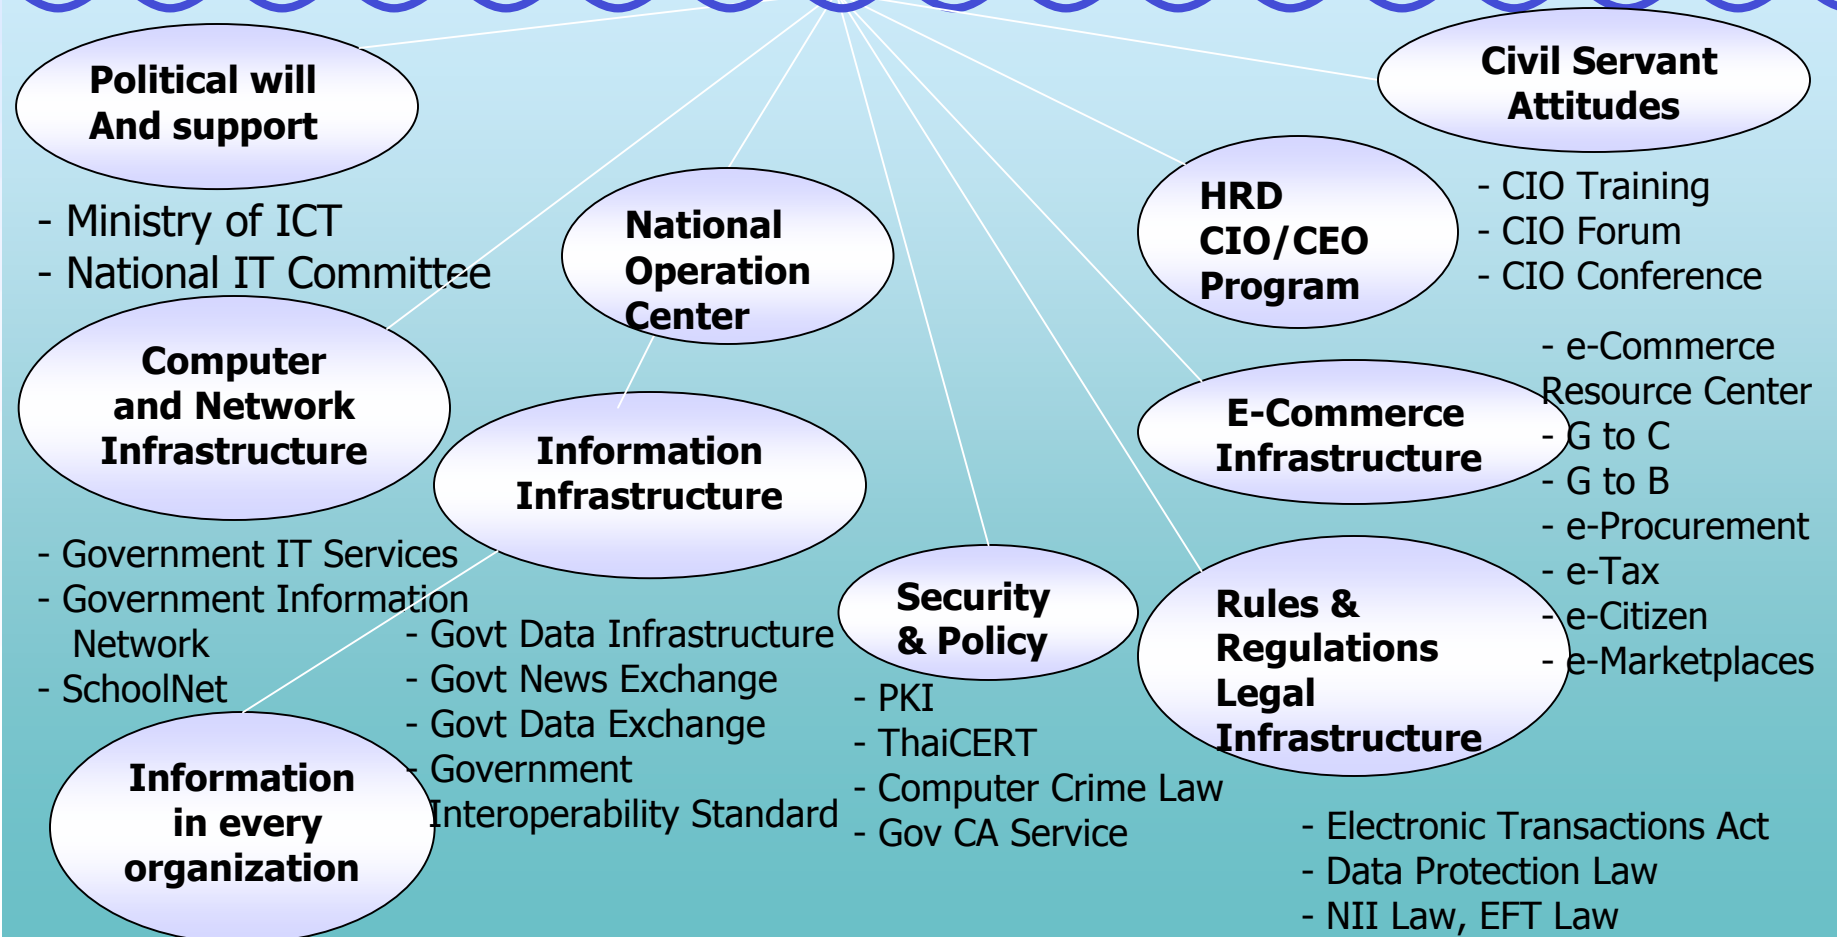 Political will
And support
- Ministry of ICT
- National IT Committee
Computer
and Network
Infrastructure
- Government IT Services
- Government Information
Network
- SchoolNet
Information
in every
organization
National
Operation
Center
Information
Infrastructure
- Govt Data Infrastructure
- Govt News Exchange
- Govt Data Exchange
- Government
Interoperability Standard
Security
& Policy
- PKI
- ThaiCERT
- Computer Crime Law
- Gov CA Service
Civil Servant
Attitudes
HRD
CIO/CEO
Program
- CIO Training
- CIO Forum
- CIO Conference
E-Commerce
Infrastructure
- e-Commerce
Resource Center
- G to C
- G to B
- e-Procurement
- e-Tax
- e-Citizen
- e-Marketplaces
Rules &
Regulations
Legal
Infrastructure
- Electronic Transactions Act
- Data Protection Law
- NII Law, EFT Law